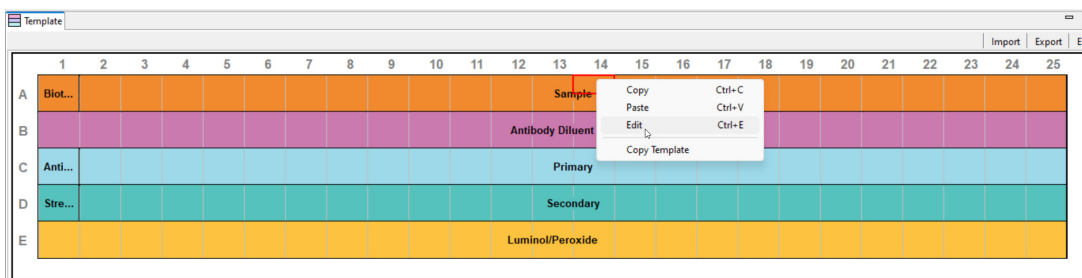 Template
Import Export E
1 2 3 4 5 6 7 8 9 10 11 12 13 14 15 16 17 18 19 20 21 22 23 24 25
A Biot... Sample
Copy Ctrl+C
Paste Ctrl+V
Edit Ctrl+E
Copy Template
B Antibody Diluent
C Anti... Primary
D Stre... Secondary
E Luminol/Peroxide